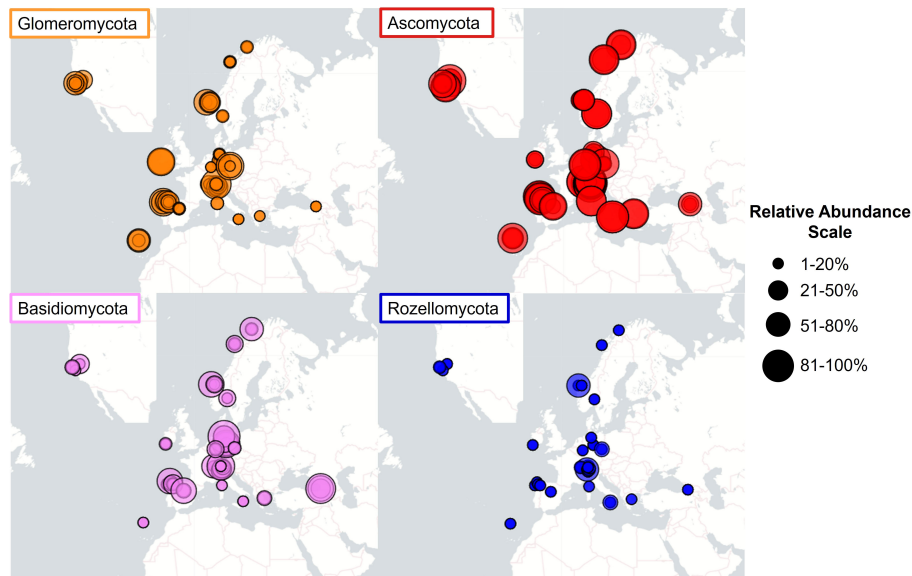 Glomeromycota
Ascomycota
Basidiomycota
Rozellomycota
Relative Abundance
Scale
1-20%
21-50%
51-80%
81-100%